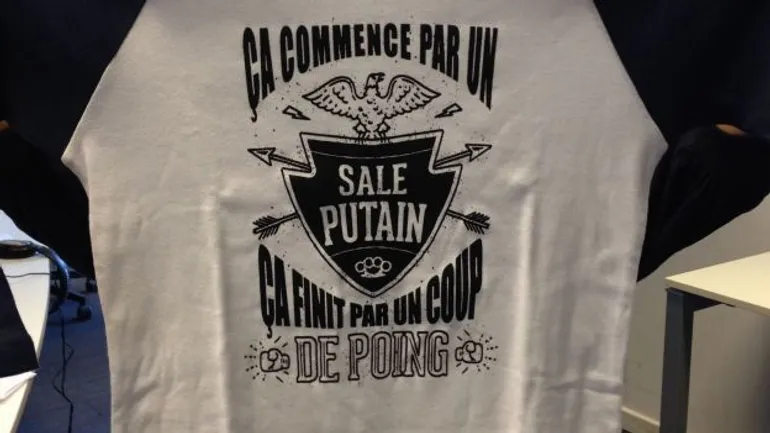 ÇA COMMENCE PAR UN
SALE
PUTAIN
ÇA FINIT PAR UN COUP
DE POING